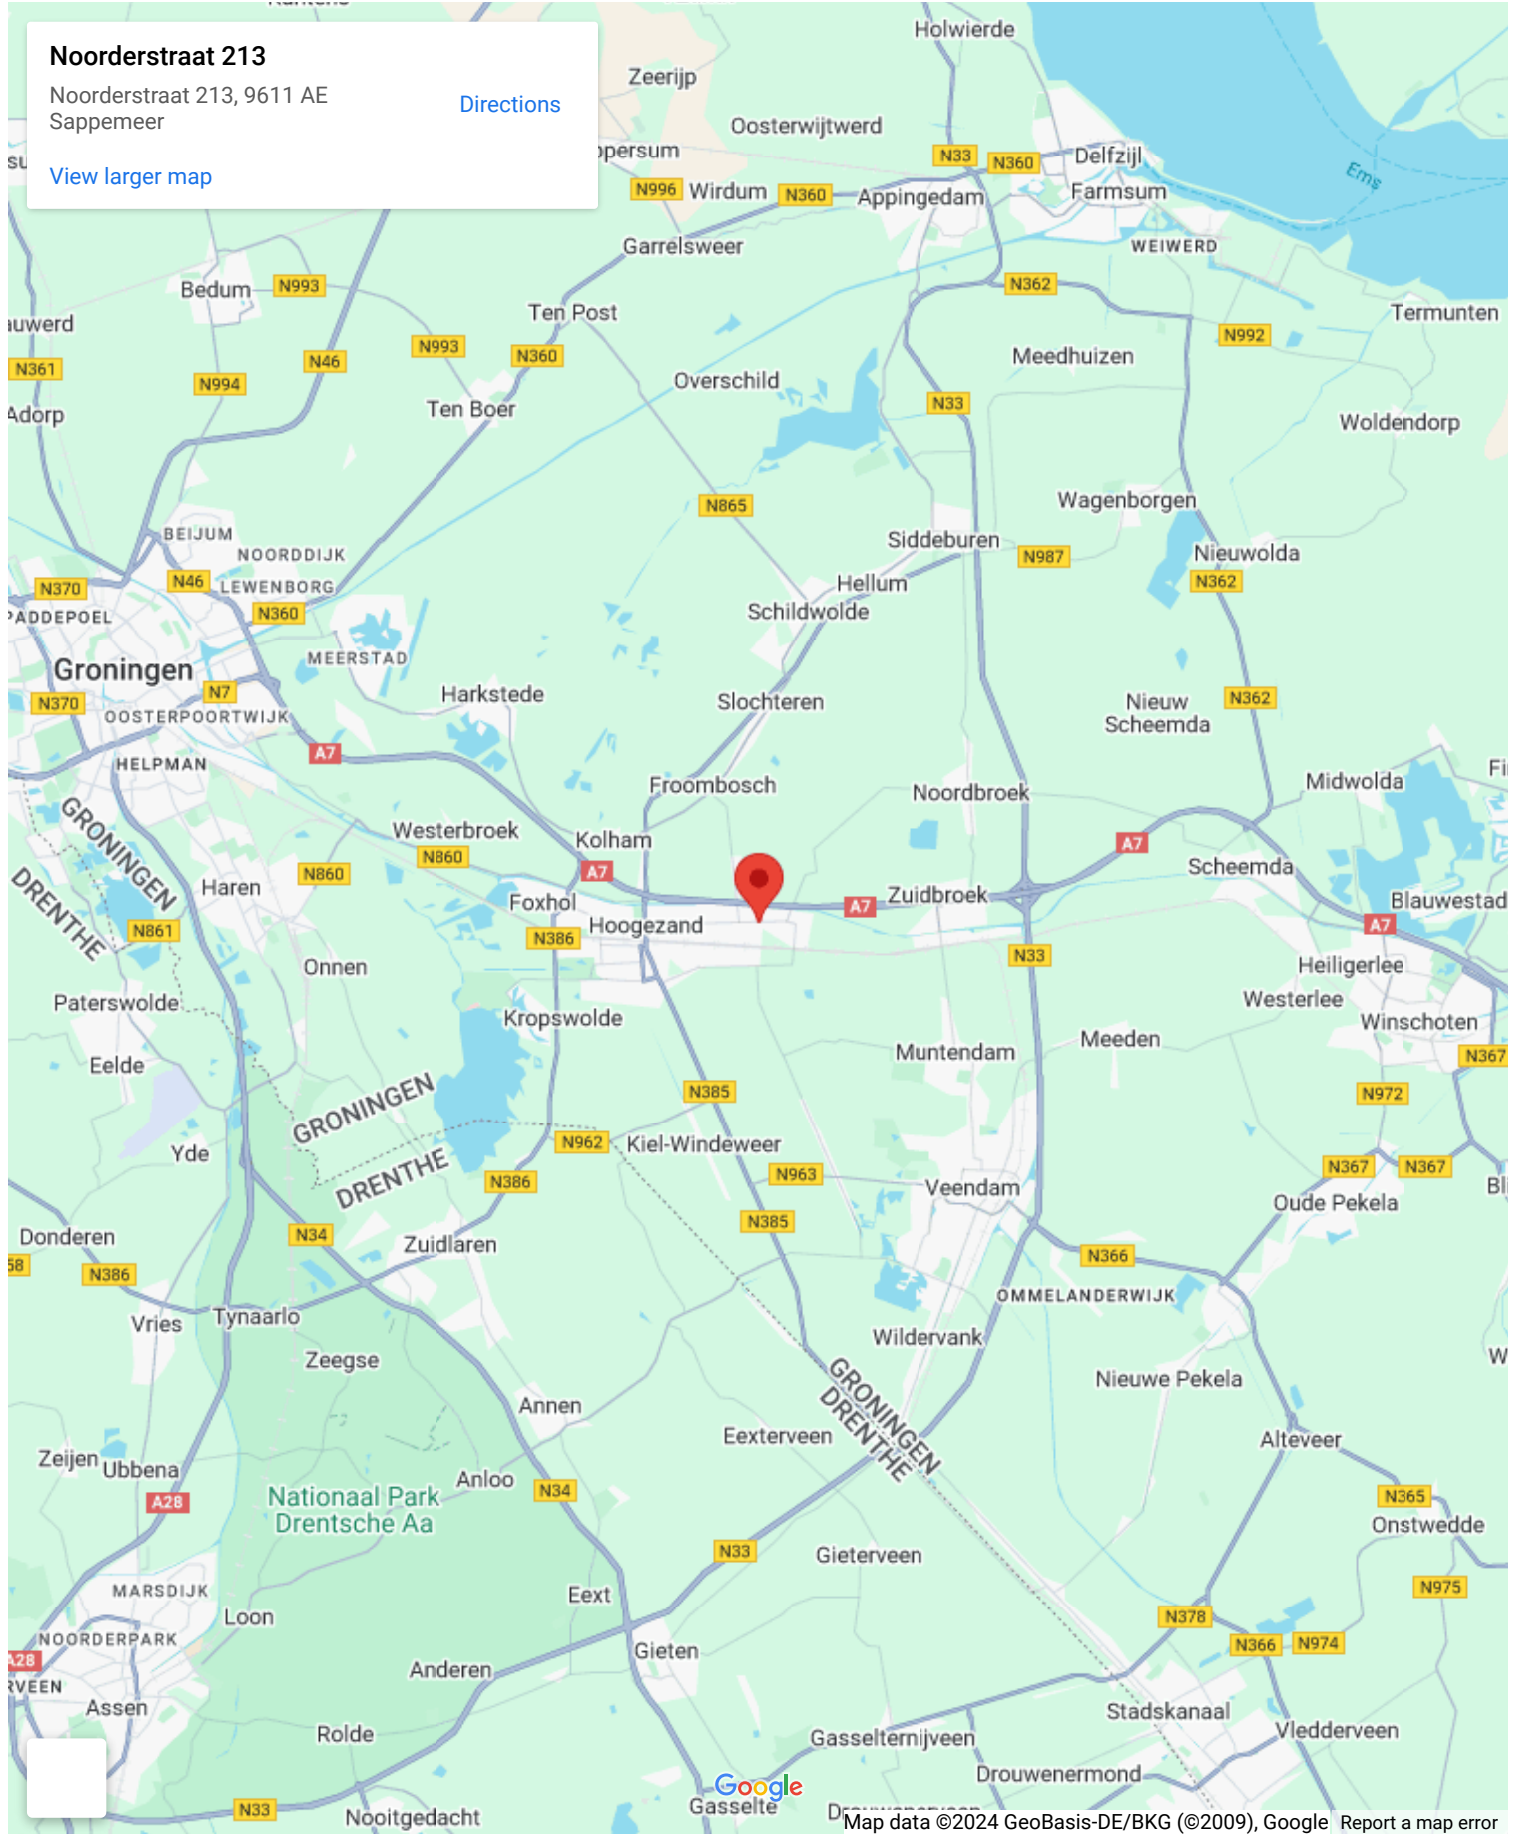 Noorderstraat 213
Noorderstraat 213, 9611 AE
Sappemeer
Directions
View larger map
Holwierde
Zeerijp
Oosterwijtwerd
N33
N360
Delfzijl
Ems
N996
Wirdum
N360
Appingedam
Farmsum
Garrelsweer
WEIWERD
Bedum
N993
N362
Ten Post
Termunten
N361
N46
N993
N360
N992
Meedhuizen
N994
Overschild
Adorp
Ten Boer
N33
Woldendorp
N865
Wagenborgen
BEIJUM
NOORDDIJK
Siddeburen
N987
Nieuwolda
N370
N46
LEWENBORG
Hellum
N362
PADDEPOEL
N360
Schildwolde
MEERSTAD
Groningen
N370
N7
Harkstede
Slochteren
Nieuw
Scheemda
N362
OOSTERPOORTWIJK
A7
HELPMAN
Froombosch
Noordbroek
Midwolda
GRONINGEN
DRENTHE
Westerbroek
N860
Kolham
A7
A7
Scheemda
Haren
N860
Foxhol
A7
Zuidbroek
Blauwestad
N861
N386
Hoogezand
A7
N33
Onnen
Heiligerlee
Paterswolde
Kropswolde
Westerlee
Winschoten
Eelde
Muntendam
Meeden
N367
GRONINGEN
DRENTHE
N385
N972
Yde
N962
Kiel-Windeweer
N386
N963
Veendam
N367
N367
Oude Pekela
Donderen
N34
Zuidlaren
N385
N366
N386
OMMELANDERWIJK
Vries
Tynaarlo
Wildervank
Zeegse
Nieuwe Pekela
GRONINGEN
DRENTHE
Annen
Eexterveen
Alteveer
Zeijen
Ubbena
A28
Anloo
N34
Nationaal Park
Drentsche Aa
N365
Onstwedde
N33
Gieterveen
MARSDIJK
Eext
N975
Loon
N378
NOORDERPARK
N366
N974
A28
Gieten
Anderen
Assen
Stadskanaal
Rolde
Gasselternijveen
Vledderveen
Drouwenermond
Google
N33
Nooitgedacht
Gasselte
Map data ©2024 GeoBasis-DE/BKG (©2009), Google
Report a map error